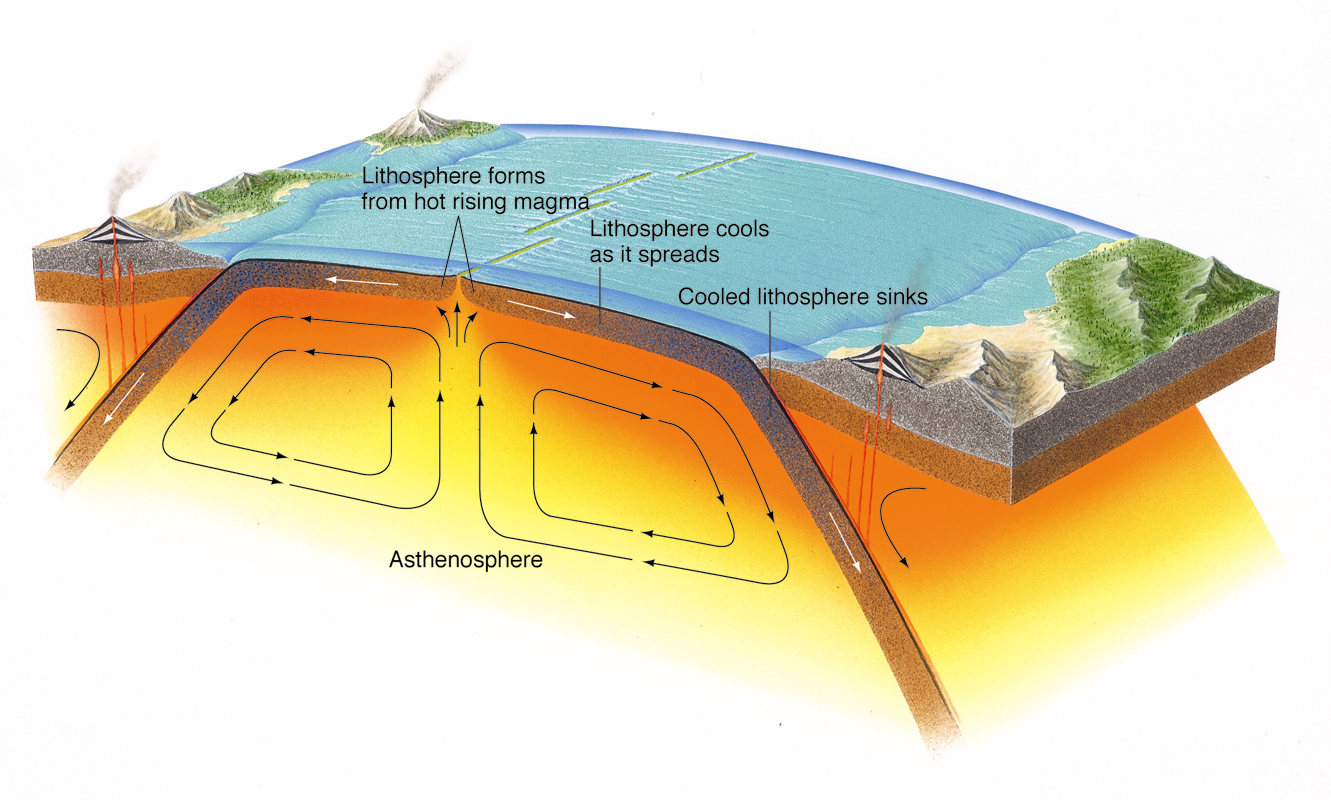 Lithosphere forms
from hot rising magma
Lithosphere cools
as it spreads
Cooled lithosphere sinks
Asthenosphere